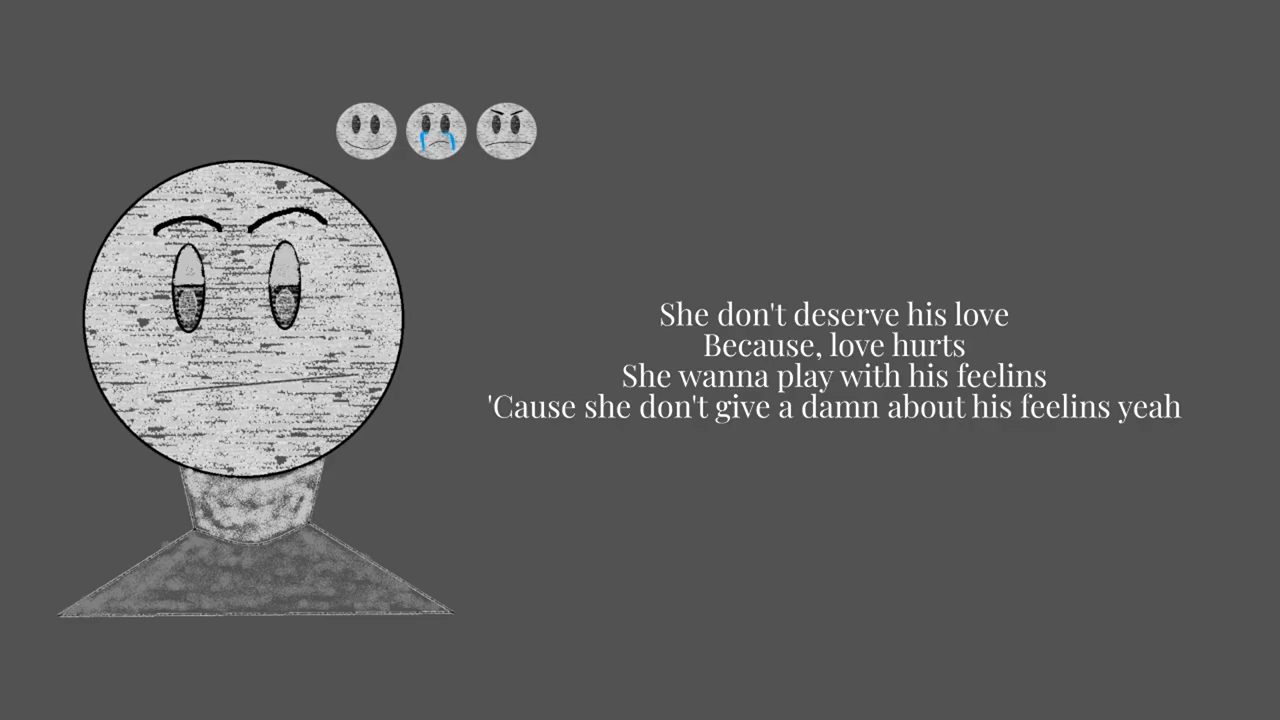 She don't deserve his love
Because, love hurts
She wanna play with his feelins
'Cause she don't give a damn about his feelins yeah